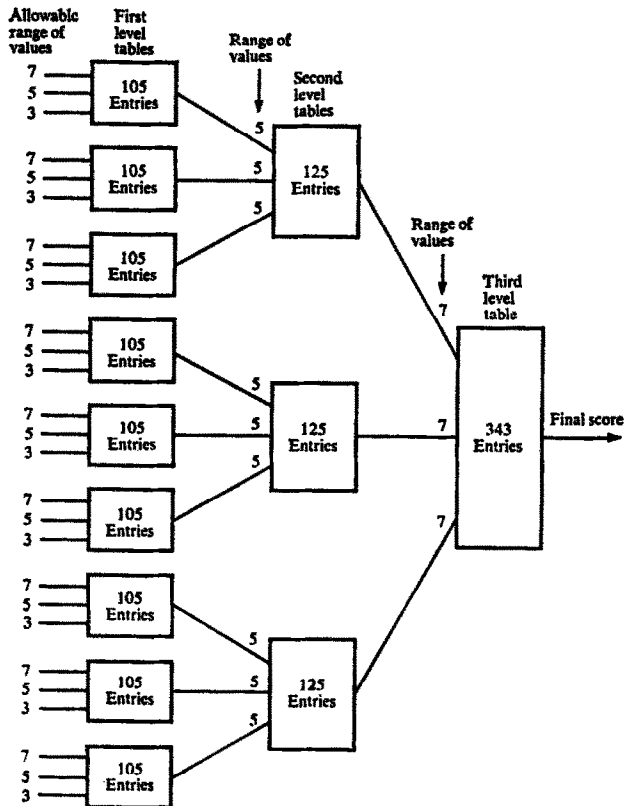 Allowable
range of
values
First
level
tables
Range of
values
Second
level
tables
7
5
3
105
Entries
7
5
3
105
Entries
7
5
3
105
Entries
5
5
5
125
Entries
Range of
values
7
5
3
105
Entries
7
5
3
105
Entries
7
5
3
105
Entries
5
5
5
125
Entries
7
5
3
105
Entries
7
5
3
105
Entries
7
5
3
105
Entries
5
5
5
125
Entries
Third
level
table
7
7
7
343
Entries
Final score